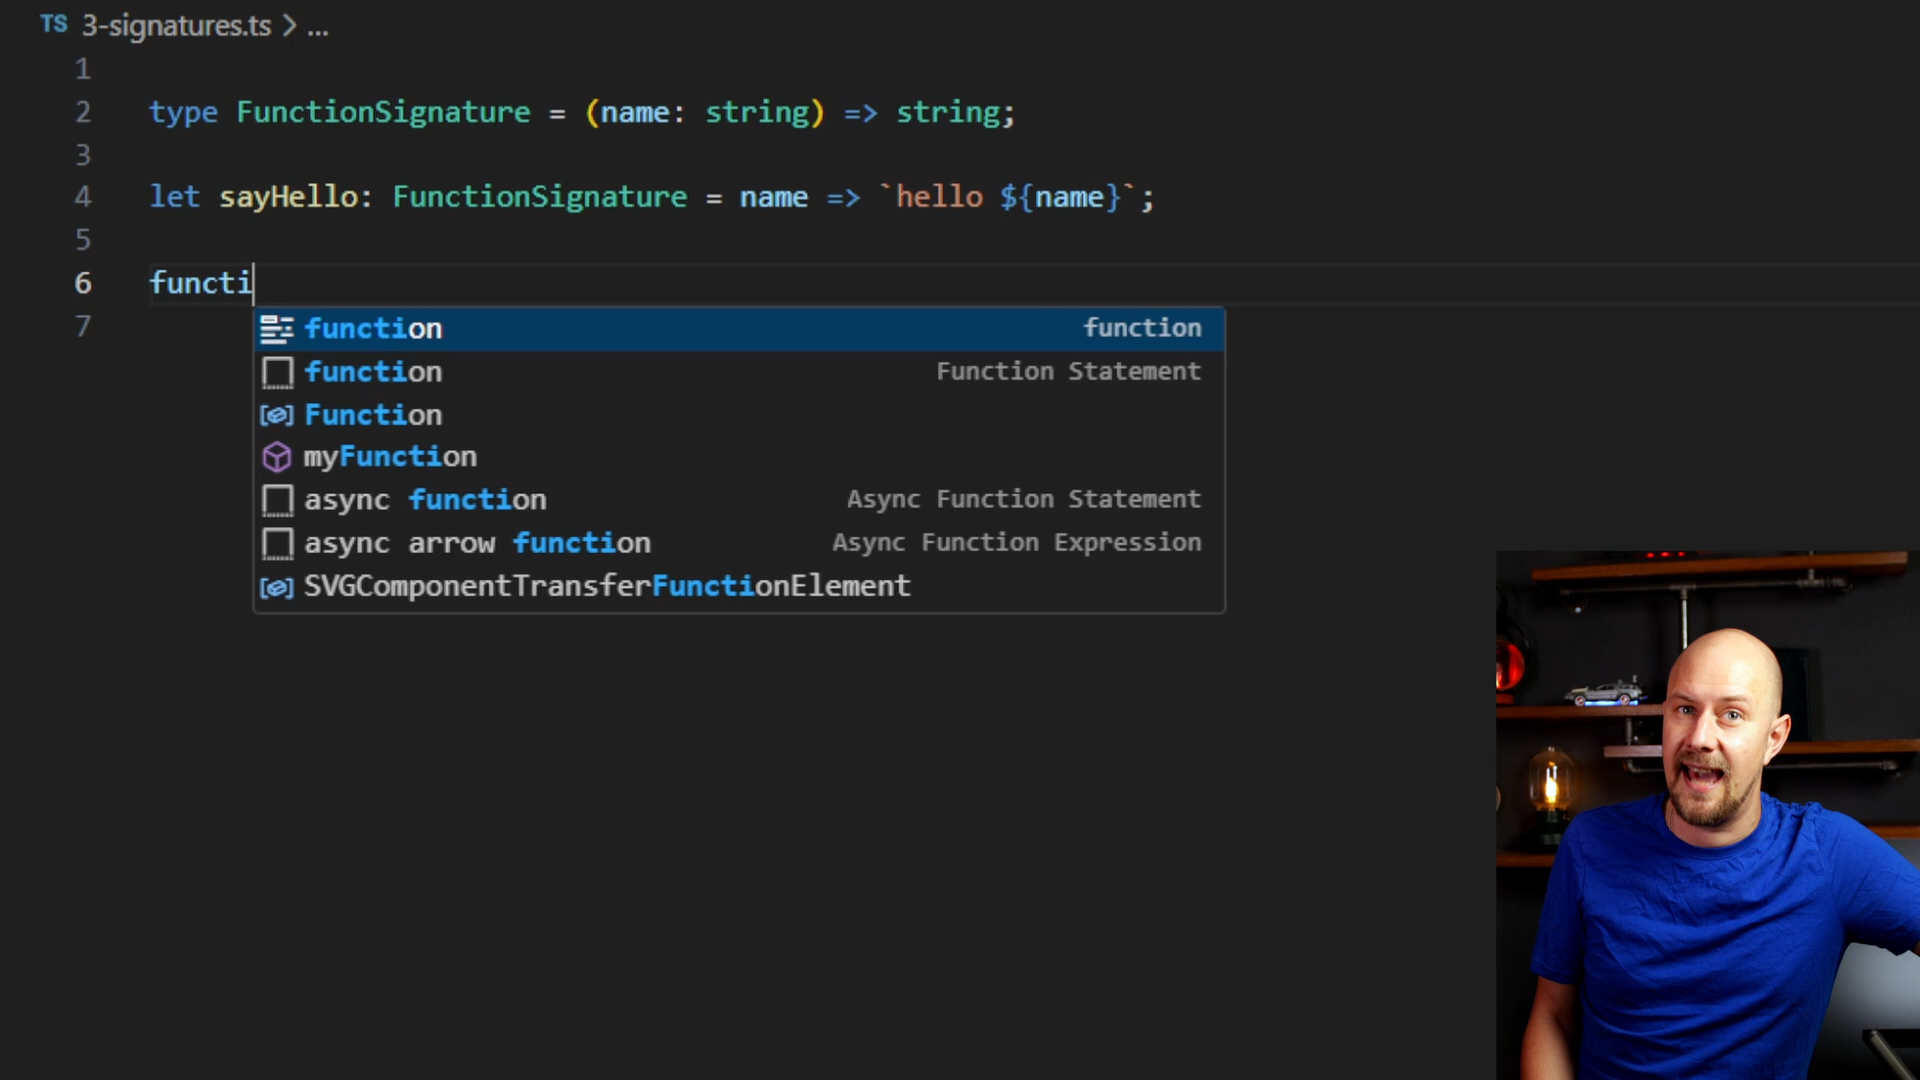 TS 3-signatures.ts > ...
1
2 type FunctionSignature = (name: string) => string;
3
4 let sayHello: FunctionSignature = name => `hello ${name}`;
5
6 functi
7
function function
function Function Statement
Function
myFunction
async function Async Function Statement
async arrow function Async Function Expression
SVGComponentTransferFunctionElement